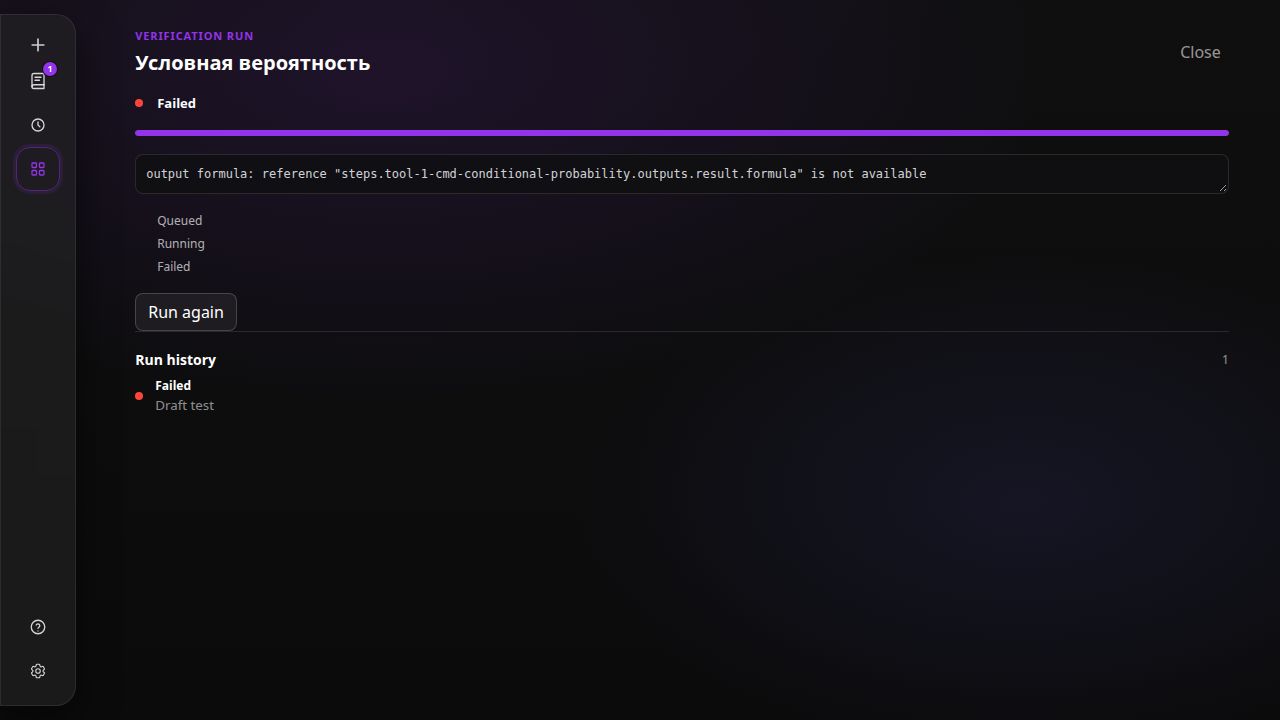 1
VERIFICATION RUN
Условная вероятность
Close
Failed
output formula: reference "steps.tool-1-cmd-conditional-probability.outputs.result.formula" is not available
Queued
Running
Failed
Run again
Run history
1
Failed
Draft test